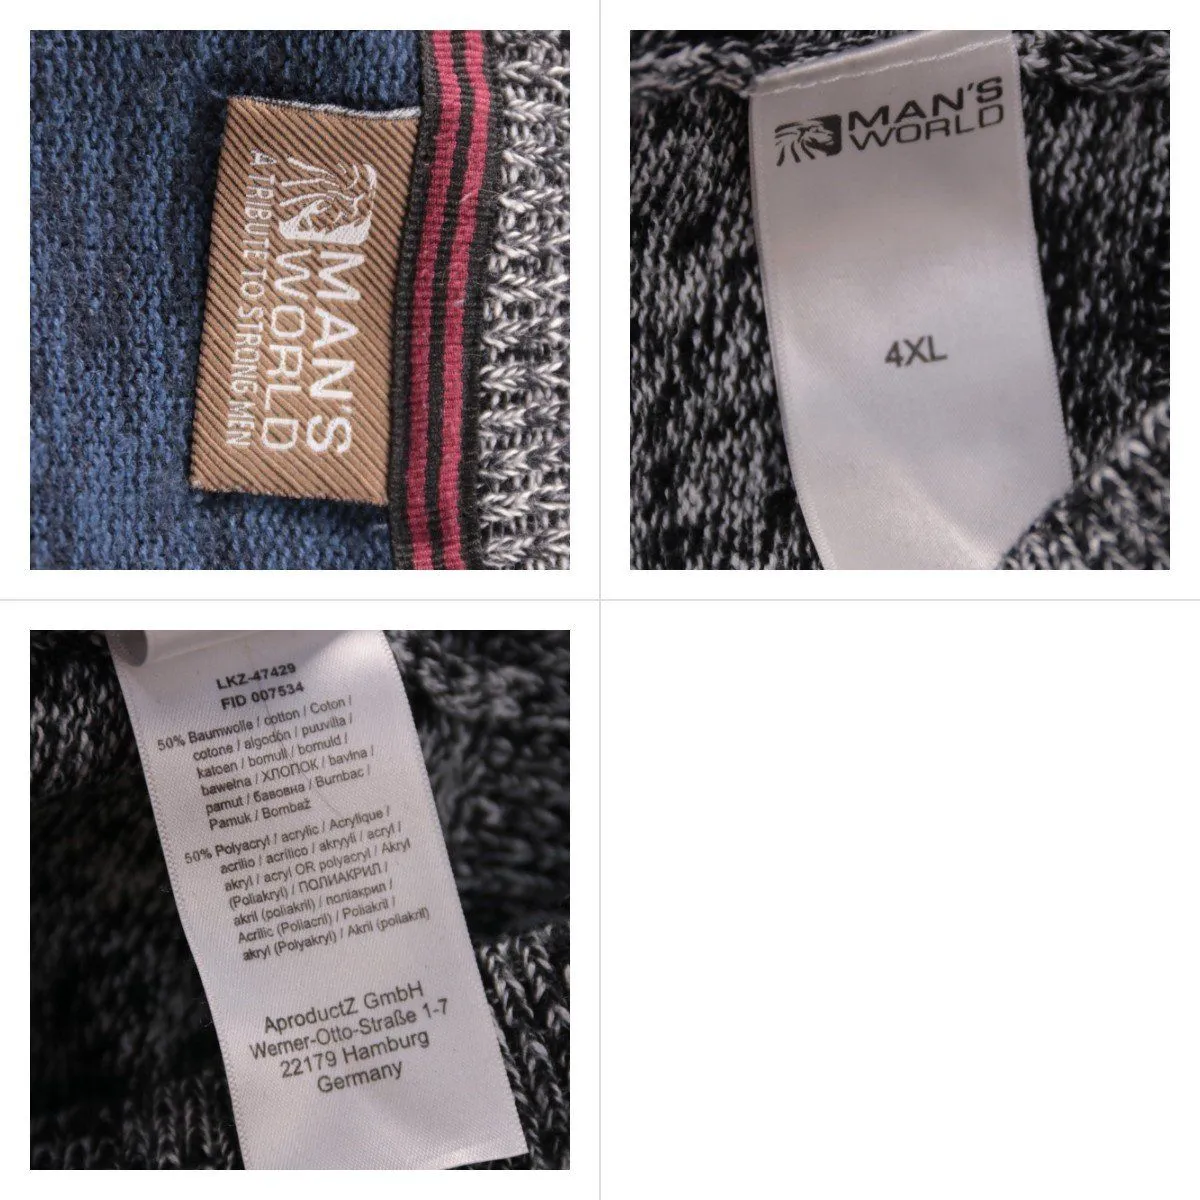 MAN'S
WORLD
A TRIBUTE TO STRONG MEN
MAN'S
WORLD
4XL
LKZ-47429
FID 007534
50% Baumwolle / cotton / Coton /
cotone / algodón / puuvilla /
katoen / bomull / bomuld /
bawełna / ХЛОПОК / bavlna /
pamut / бавовна / Bumbac /
Pamuk / Bombaž
50% Polyacryl / acrylic / Acrylique /
acrilio / acrílico / akryyli / acryl /
akryl / acryl OR polyacryl / Akryl
(Poliakryl) / ПОЛИАКРИЛ /
akril (poliakril) / поліакрил /
Acrilic (Poliacril) / Poliakril /
akryl (Polyakryl) / Akril (poliakril)
AproductZ GmbH
Werner-Otto-Straße 1-7
22179 Hamburg
Germany